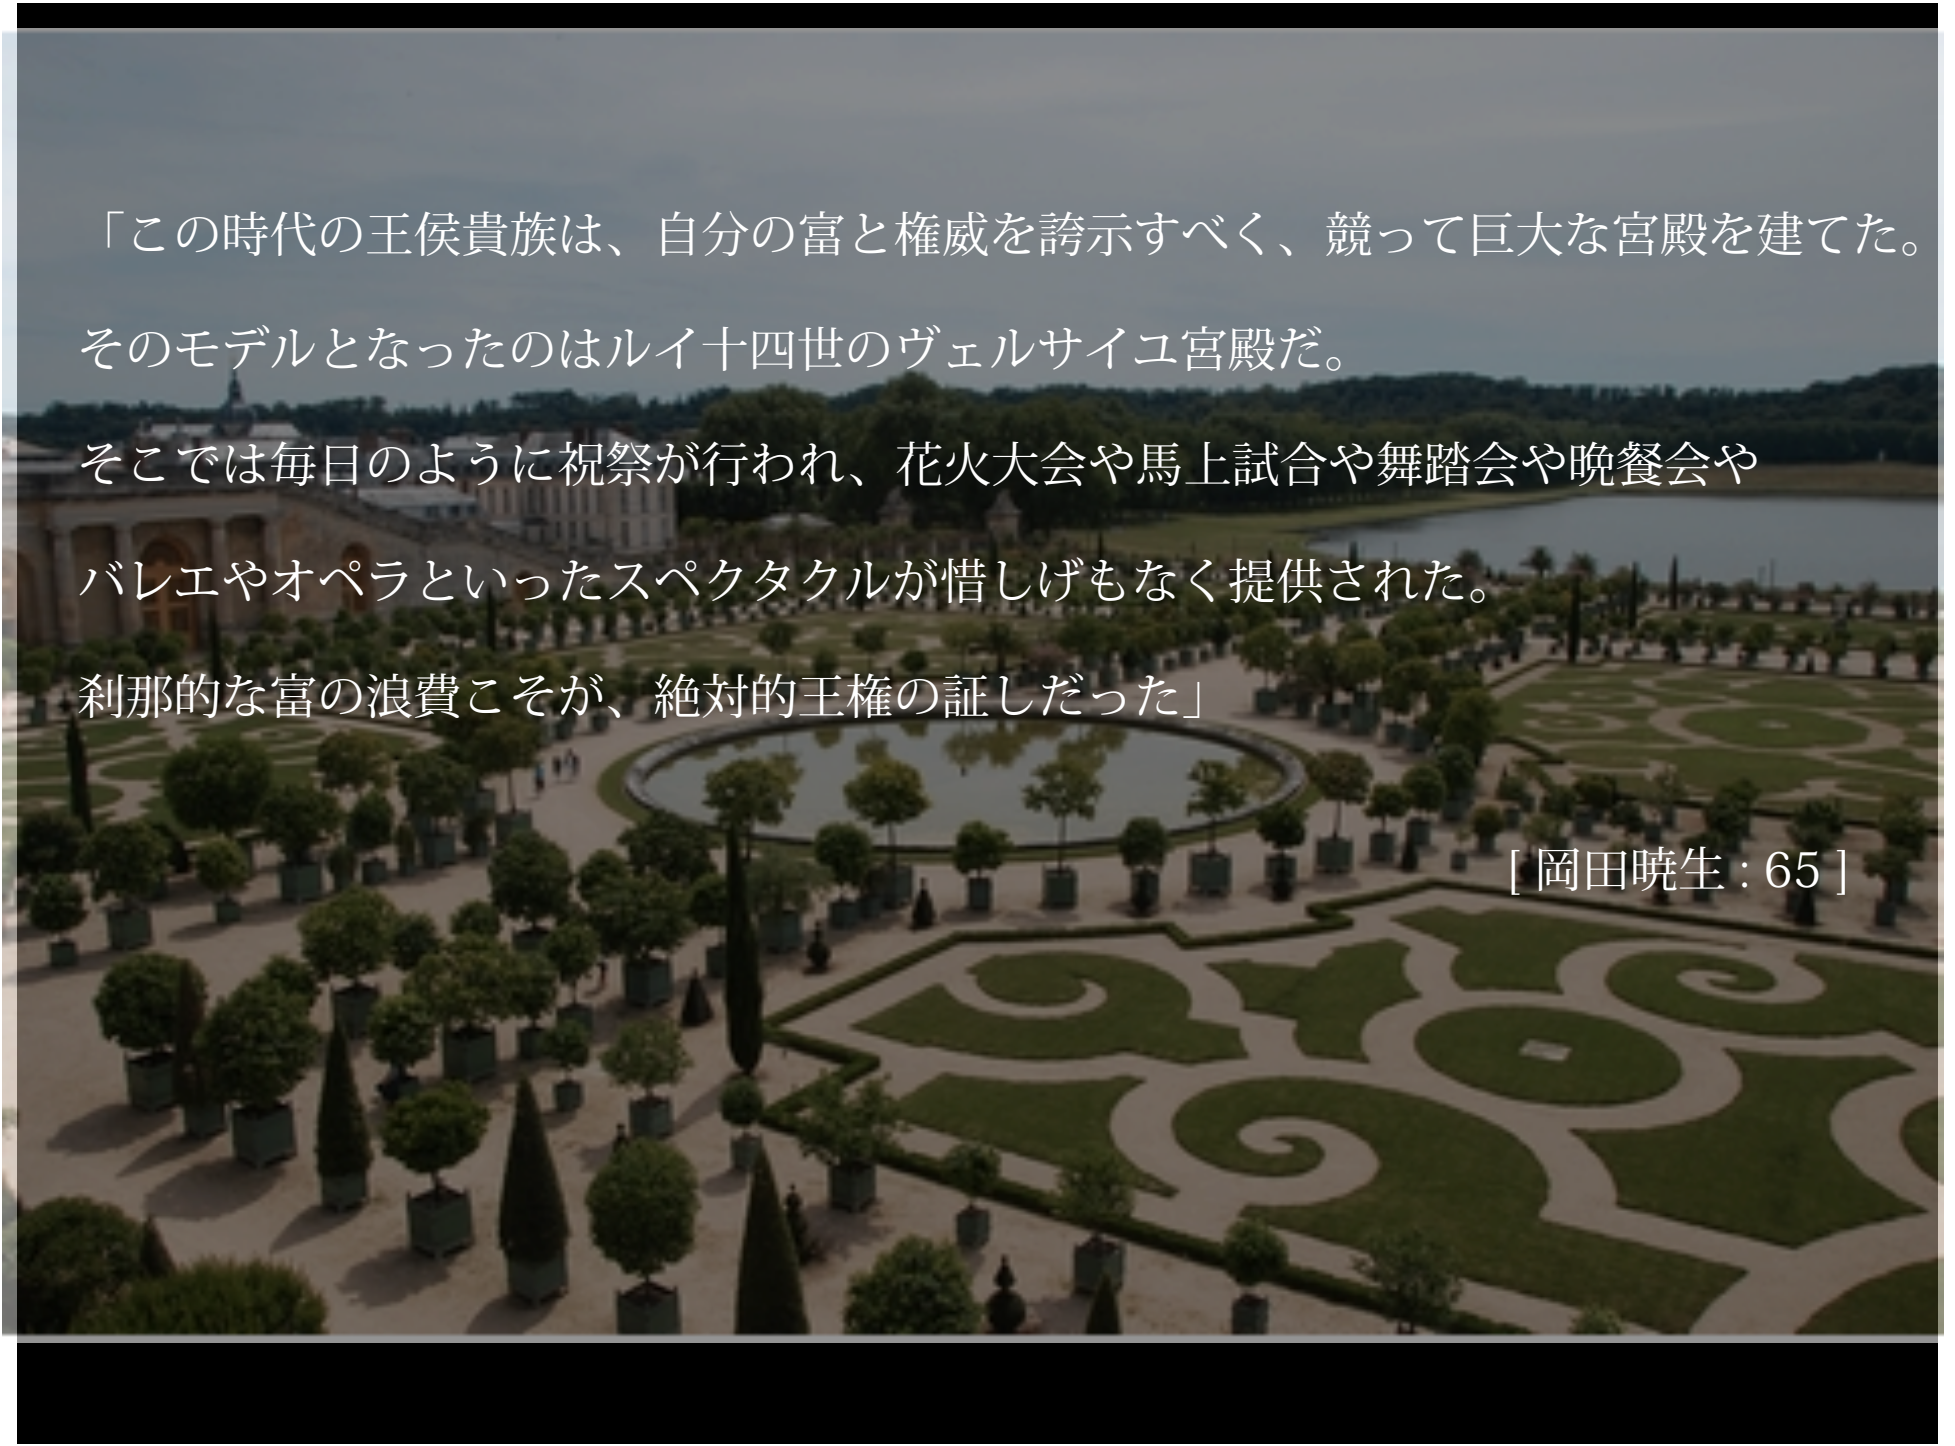 「この時代の王侯貴族は、自分の富と権威を誇示すべく、競って巨大な宮殿を建てた。
そのモデルとなったのはルイ十四世のヴェルサイユ宮殿だ。
そこでは毎日のように祝祭が行われ、花火大会や馬上試合や舞踏会や晩餐会や
バレエやオペラといったスペクタクルが惜しげもなく提供された。
刹那的な富の浪費こそが、絶対的王権の証しだった」
[ 岡田暁生 : 65 ]